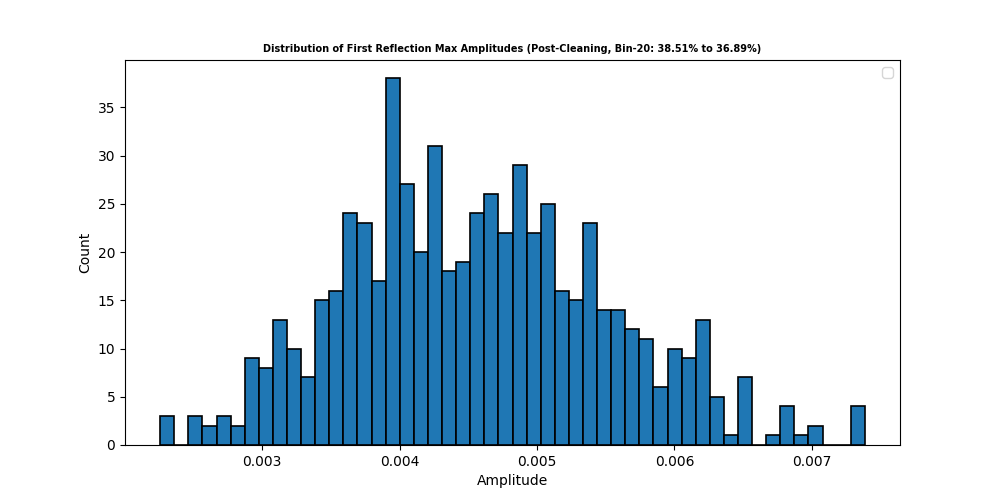 Distribution of First Reflection Max Amplitudes (Post-Cleaning, Bin-20: 38.51% to 36.89%)
35
30
25
20
15
10
5
0
Count
0.003 0.004 0.005 0.006 0.007
Amplitude